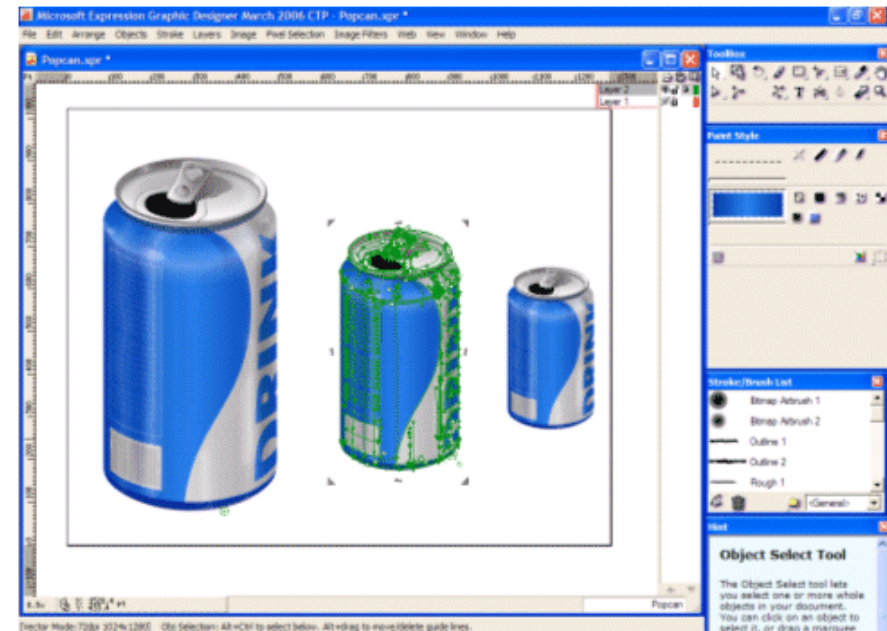 Microsoft Expression Graphic Designer March 2006 CTP - Popcan.xpr *
File Edit Arrange Objects Stroke Layers Image Pixel Selection Image Filters Web View Window Help
Popcan.xpr *
ToolBox
Layer 2
Layer 1
Paint Style
DRINK
DRINK
Stroke/Brush List
Bitmap Airbrush 1
Bitmap Airbrush 2
Outline 1
Outline 2
Rough 1
<General>
Hint
Object Select Tool
The Object Select tool lets
you select one or more whole
objects in your document.
You can click on an object to
select it, or drag a marquee
Popcan
[Vector Mode:72dpi 1024x1280] Obj Selection: Alt+Ctrl to select below. Alt+drag to move/delete guide lines.